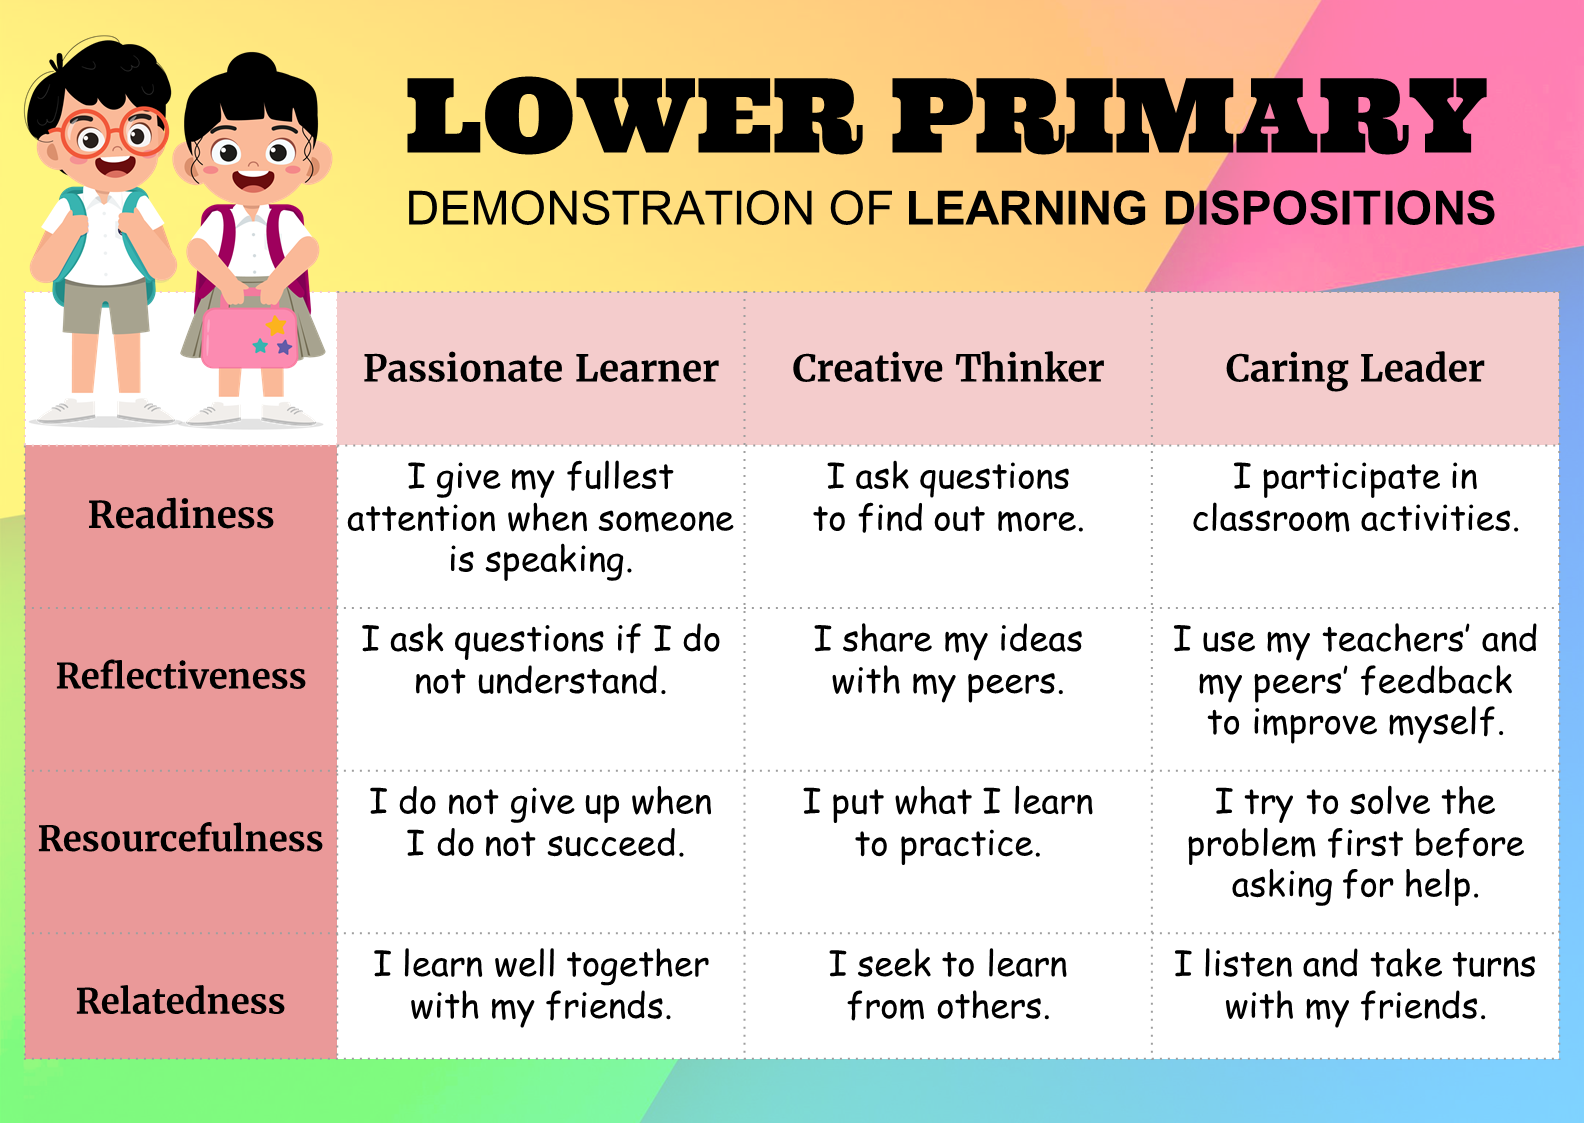 LOWER PRIMARY
DEMONSTRATION OF LEARNING DISPOSITIONS
Passionate Learner
Creative Thinker
Caring Leader
Readiness
I give my fullest
attention when someone
is speaking.
I ask questions
to find out more.
I participate in
classroom activities.
Reflectiveness
I ask questions if I do
not understand.
I share my ideas
with my peers.
I use my teachers’ and
my peers’ feedback
to improve myself.
Resourcefulness
I do not give up when
I do not succeed.
I put what I learn
to practice.
I try to solve the
problem first before
asking for help.
Relatedness
I learn well together
with my friends.
I seek to learn
from others.
I listen and take turns
with my friends.